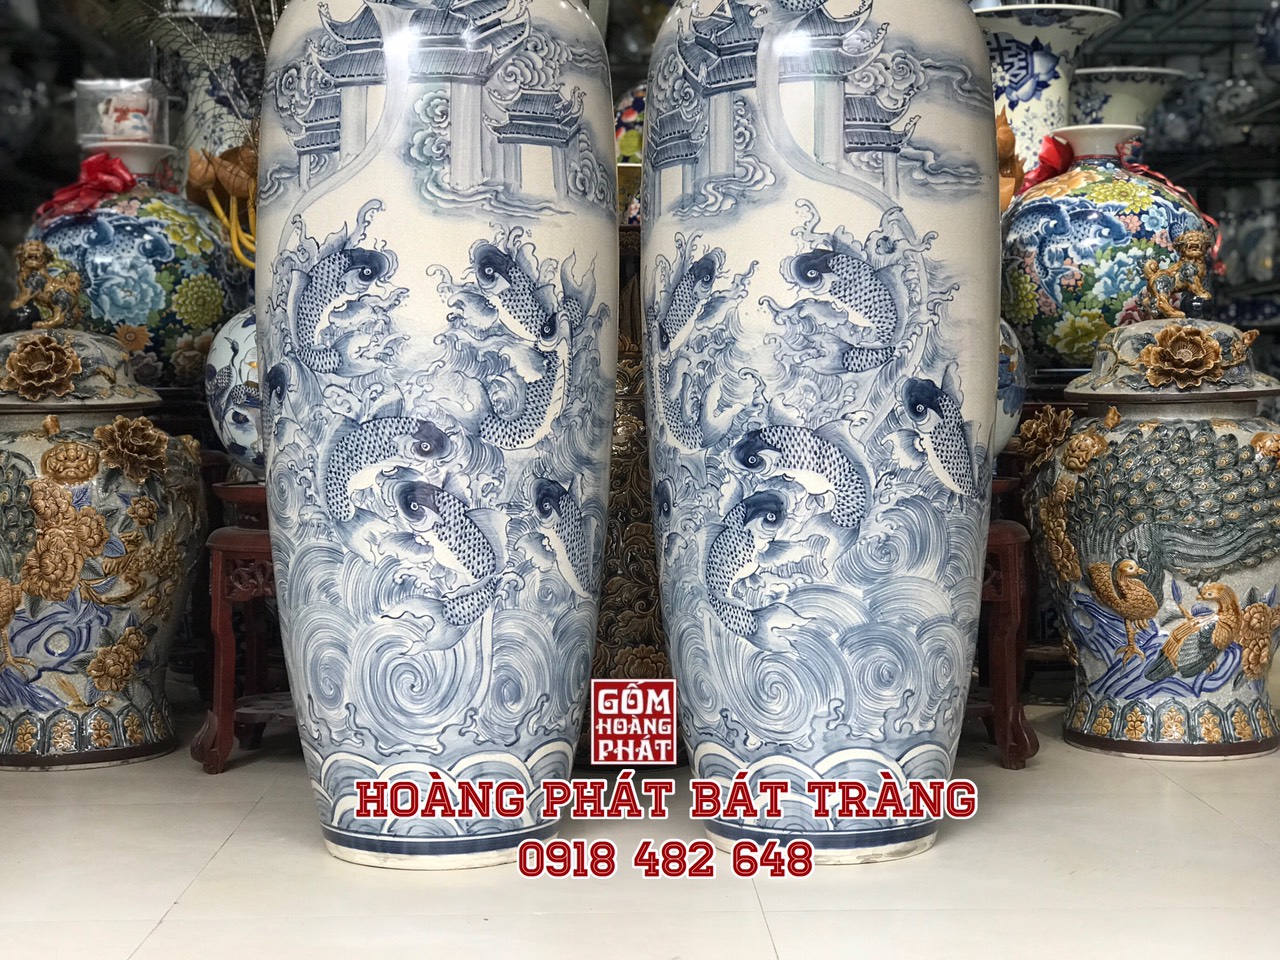 GỐM
HOÀNG
PHÁT
HOÀNG PHÁT BÁT TRÀNG
0918 482 648